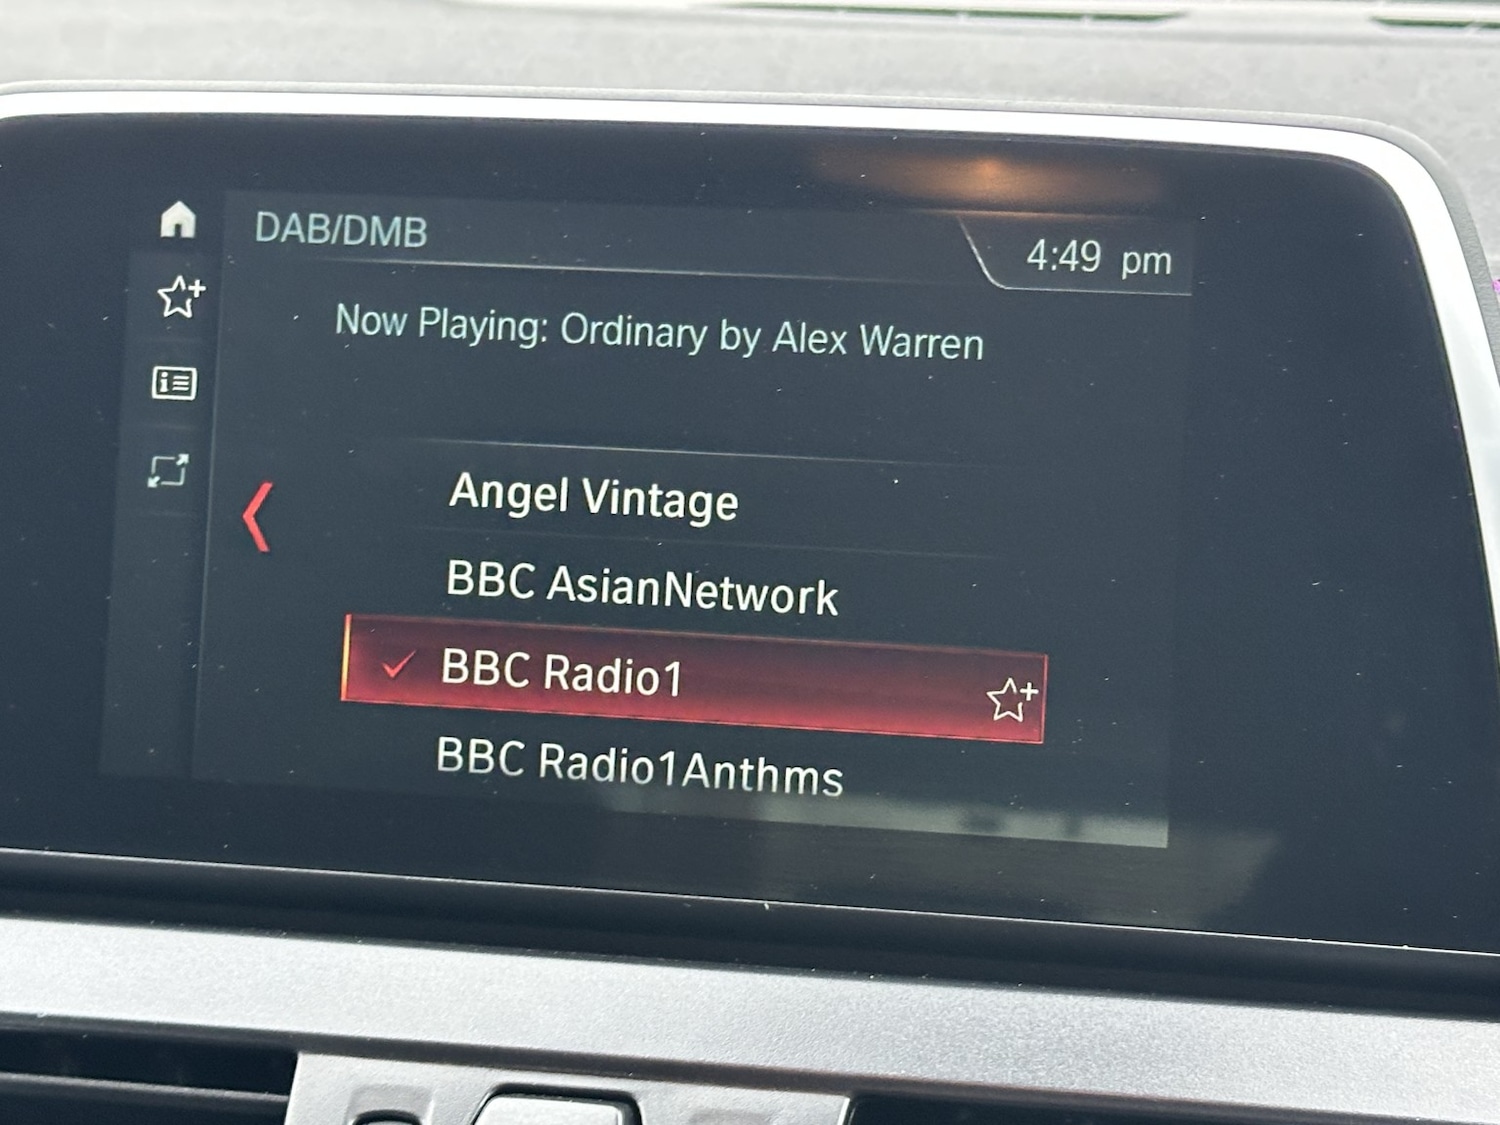 DAB/DMB
4:49 pm
Now Playing: Ordinary by Alex Warren
Angel Vintage
BBC AsianNetwork
BBC Radio1
BBC Radio1Anthms